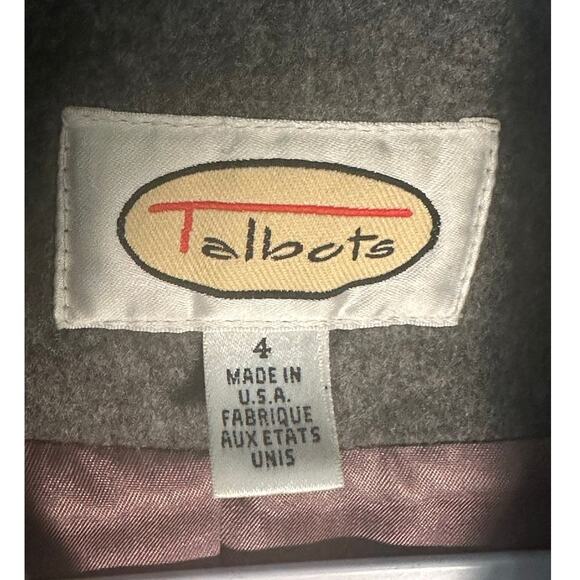 Talbots
4
MADE IN
U.S.A.
FABRIQUE
AUX ETATS
UNIS